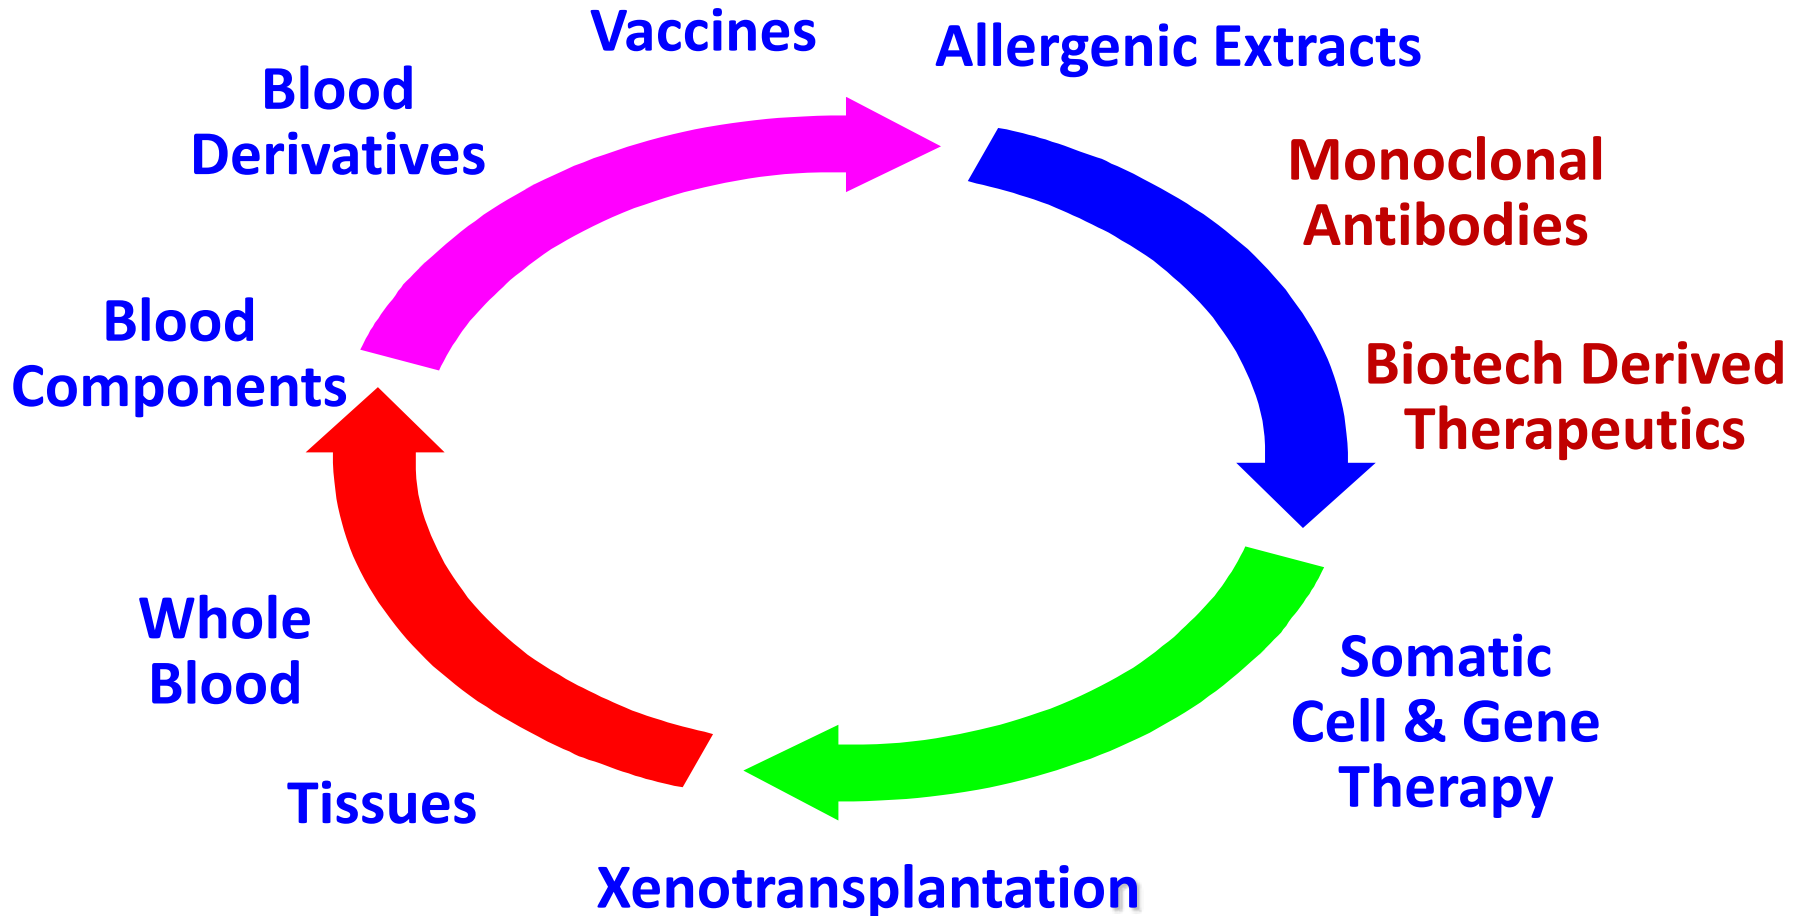 Vaccines
Allergenic Extracts
Blood
Derivatives
Monoclonal
Antibodies
Blood
Components
Biotech Derived
Therapeutics
Whole
Blood
Somatic
Cell & Gene
Therapy
Tissues
Xenotransplantation